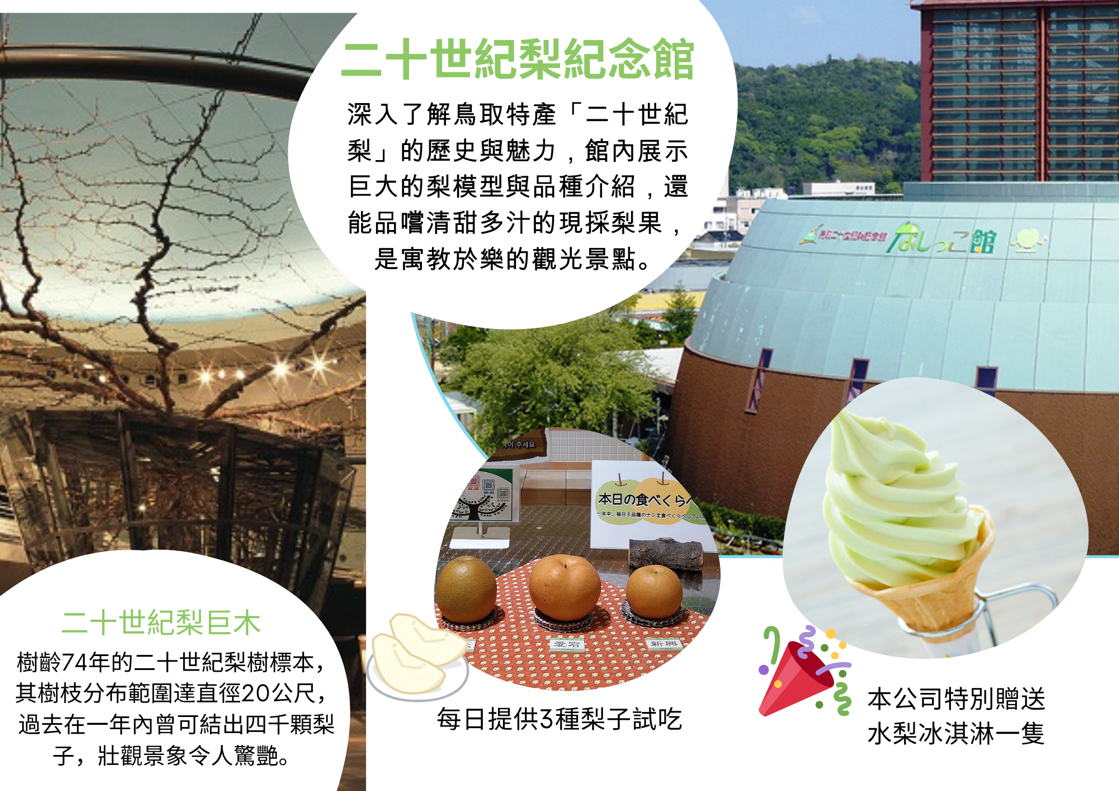 二十世紀梨紀念館
深入了解鳥取特產「二十世紀
梨」的歷史與魅力，館內展示
巨大的梨模型與品種介紹，還
能品嚐清甜多汁的現採梨果，
是寓教於樂的觀光景點。
なしっこ館
어 주세요
本日の食べくらべ
愛宕
新興
二十世紀梨巨木
樹齡74年的二十世紀梨樹標本，
其樹枝分布範圍達直徑20公尺，
過去在一年內曾可結出四千顆梨
子，壯觀景象令人驚艷。
每日提供3種梨子試吃
本公司特別贈送
水梨冰淇淋一隻